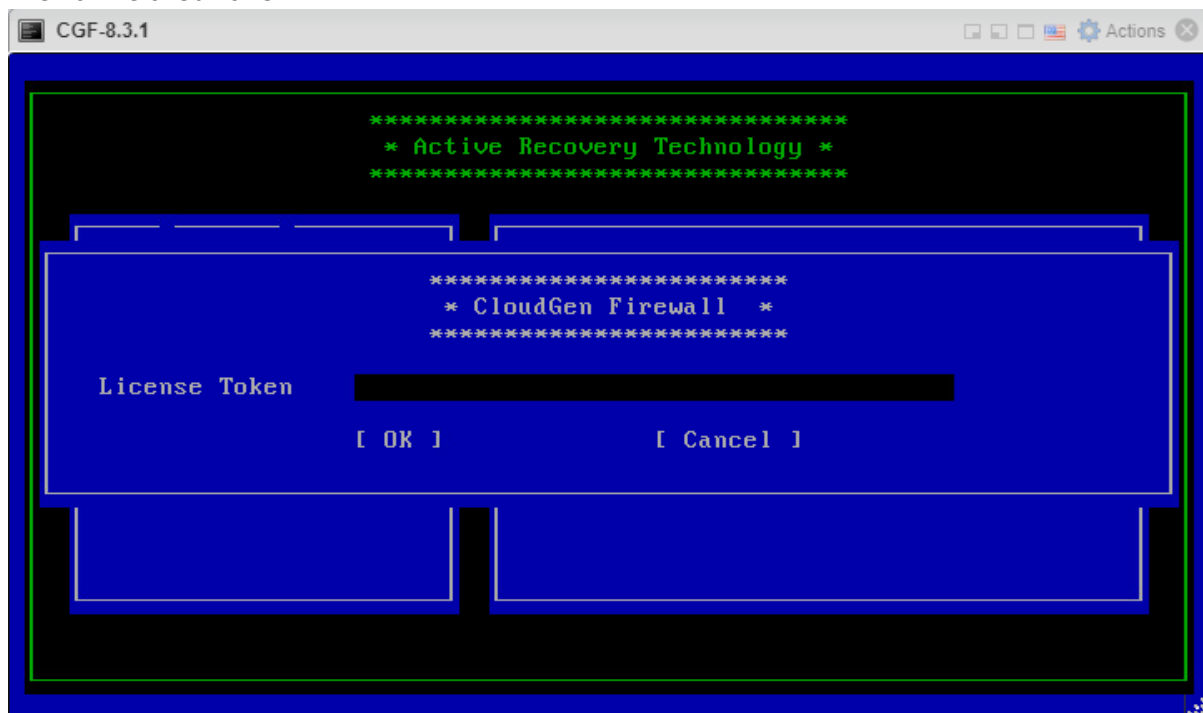 CGF-8.3.1 Actions
*********************************
* Active Recovery Technology *
*********************************
************************
* CloudGen Firewall *
************************
License Token
[ OK ] [ Cancel ]